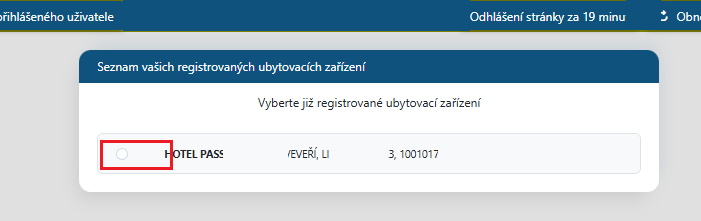 přihlášeného uživatele Odhlášení stránky za 19 minu Obno
Seznam vašich registrovaných ubytovacích zařízení
Vyberte již registrované ubytovací zařízení
HOTEL PASS VEVEŘÍ, LI 3, 1001017